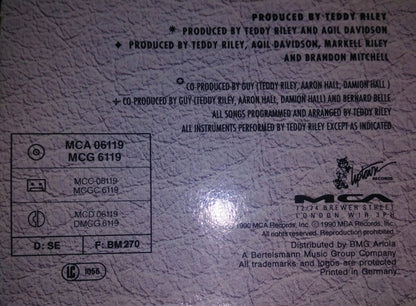 PRODUCED BY TEDDY RILEY
* PRODUCED BY TEDDY RILEY AND AQIL DAVIDSON
♦ PRODUCED BY TEDDY RILEY, AQIL DAVIDSON, MARKELL RILEY
AND BRANDON MITCHELL
○ CO-PRODUCED BY GUY (TEDDY RILEY, AARON HALL, DAMION HALL)
+ CO-PRODUCED BY GUY (TEDDY RILEY, AARON HALL, DAMION HALL) AND BERNARD BELLE
ALL SONGS PROGRAMMED AND ARRANGED BY TEDDY RILEY
ALL INSTRUMENTS PERFORMED BY TEDDY RILEY EXCEPT AS INDICATED
MCA 06119
MCG 6119
MCC 06119
MCGC 6119
MCD 06119
DMCG 6119
D: SE
F: BM 270
LC 1056
Uptown
RECORDS
MCA
72/74 BREWER STREET
LONDON W1R 3PH
1990 MCA Records, Inc. 1990 MCA Records, Inc.
All rights reserved. Reproduction prohibited.
Distributed by BMG Ariola
A Bertelsmann Music Group Company
All trademarks and logos are protected
Printed in Germany.